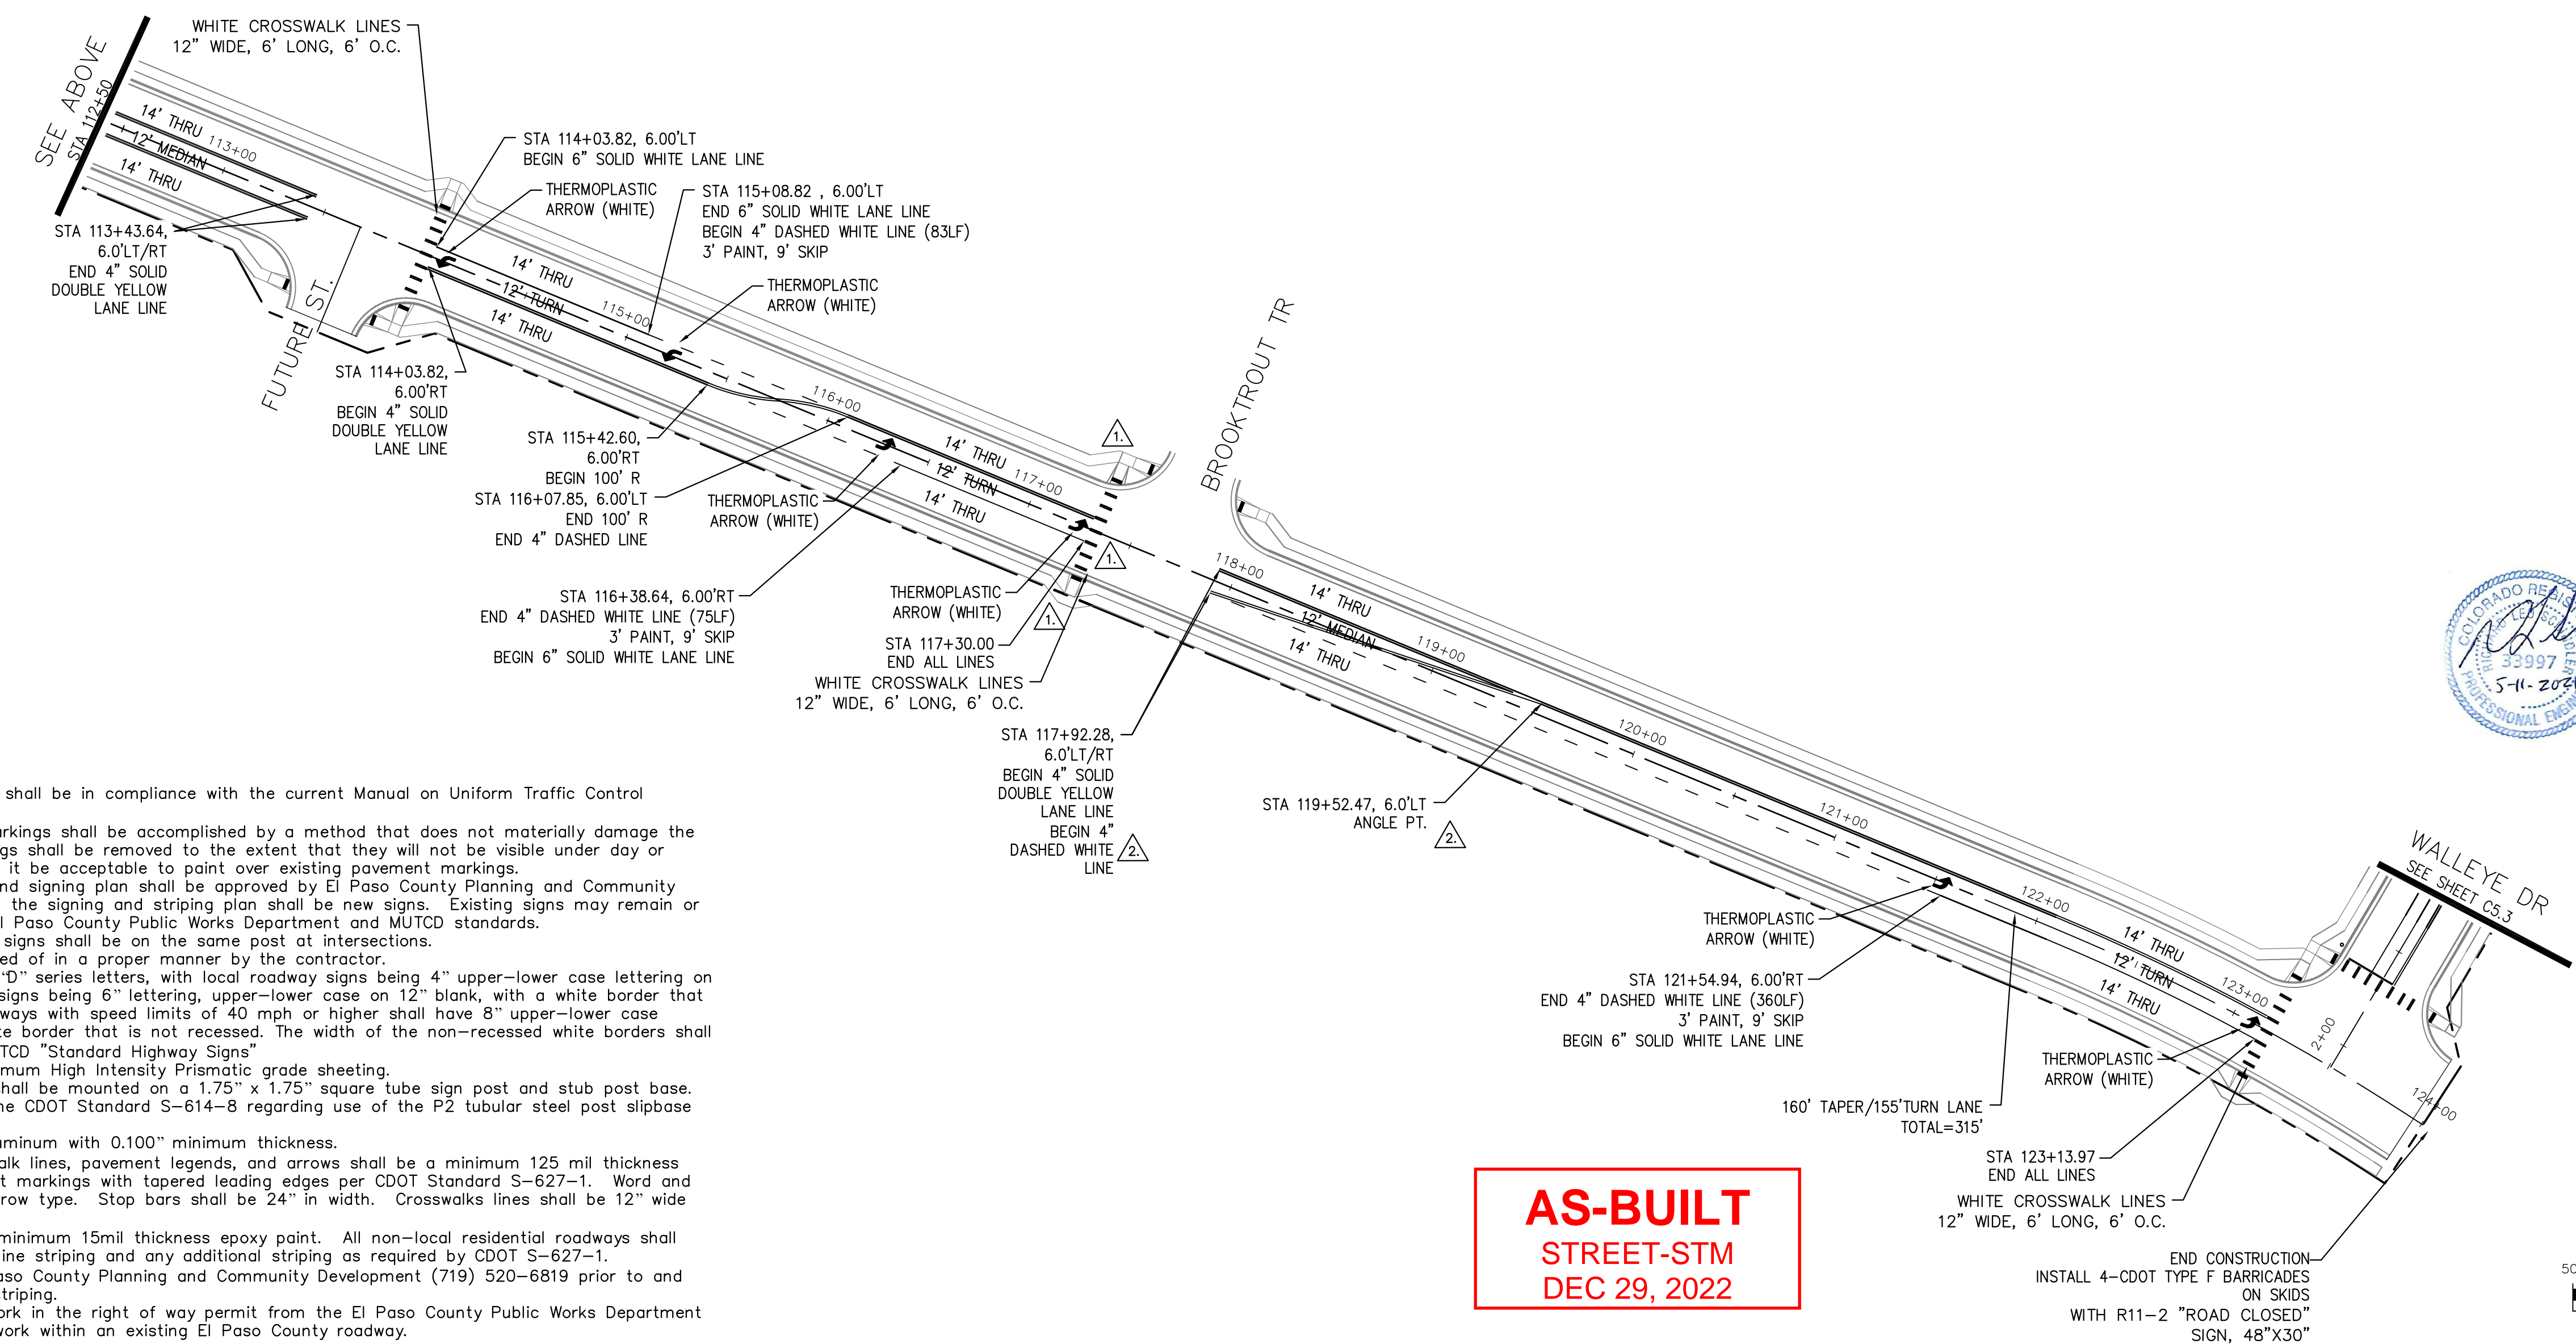 WHITE CROSSWALK LINES
12" WIDE, 6' LONG, 6' O.C.
SEE ABOVE
STA 112+50
14' THRU
12' MEDIAN
14' THRU
113+00
STA 114+03.82, 6.00'LT
BEGIN 6" SOLID WHITE LANE LINE
THERMOPLASTIC
ARROW (WHITE)
STA 115+08.82 , 6.00'LT
END 6" SOLID WHITE LANE LINE
BEGIN 4" DASHED WHITE LINE (83LF)
3' PAINT, 9' SKIP
THERMOPLASTIC
ARROW (WHITE)
STA 113+43.64,
6.0'LT/RT
END 4" SOLID
DOUBLE YELLOW
LANE LINE
FUTURE ST.
14' THRU
12' TURN
14' THRU
115+00
STA 114+03.82,
6.00'RT
BEGIN 4" SOLID
DOUBLE YELLOW
LANE LINE
116+00
STA 115+42.60,
6.00'RT
BEGIN 100' R
STA 116+07.85, 6.00'LT
END 100' R
END 4" DASHED LINE
THERMOPLASTIC
ARROW (WHITE)
14' THRU
12' TURN
14' THRU
117+00
1.
BROOKTROUT TR
STA 116+38.64, 6.00'RT
END 4" DASHED WHITE LINE (75LF)
3' PAINT, 9' SKIP
BEGIN 6" SOLID WHITE LANE LINE
THERMOPLASTIC
ARROW (WHITE)
1.
1.
STA 117+30.00
END ALL LINES
WHITE CROSSWALK LINES
12" WIDE, 6' LONG, 6' O.C.
118+00
14' THRU
12' MEDIAN
14' THRU
119+00
STA 117+92.28,
6.0'LT/RT
BEGIN 4" SOLID
DOUBLE YELLOW
LANE LINE
BEGIN 4"
DASHED WHITE
LINE
2.
STA 119+52.47, 6.0'LT
ANGLE PT.
2.
120+00
121+00
122+00
COLORADO REGIS
33997
5-11-202
PROFESSIONAL ENGIN
THERMOPLASTIC
ARROW (WHITE)
STA 121+54.94, 6.00'RT
END 4" DASHED WHITE LINE (360LF)
3' PAINT, 9' SKIP
BEGIN 6" SOLID WHITE LANE LINE
14' THRU
12' TURN
14' THRU
123+00
WALLEYE DR
SEE SHEET C5.3
2+00
124+00
THERMOPLASTIC
ARROW (WHITE)
160' TAPER/155'TURN LANE
TOTAL=315'
STA 123+13.97
END ALL LINES
WHITE CROSSWALK LINES
12" WIDE, 6' LONG, 6' O.C.
END CONSTRUCTION
INSTALL 4-CDOT TYPE F BARRICADES
ON SKIDS
WITH R11-2 "ROAD CLOSED"
SIGN, 48"X30"
50
AS-BUILT
STREET-STM
DEC 29, 2022
shall be in compliance with the current Manual on Uniform Traffic Control
arkings shall be accomplished by a method that does not materially damage the
gs shall be removed to the extent that they will not be visible under day or
it be acceptable to paint over existing pavement markings.
nd signing plan shall be approved by El Paso County Planning and Community
the signing and striping plan shall be new signs.  Existing signs may remain or
l Paso County Public Works Department and MUTCD standards.
signs shall be on the same post at intersections.
ed of in a proper manner by the contractor.
"D" series letters, with local roadway signs being 4" upper-lower case lettering on
signs being 6" lettering, upper-lower case on 12" blank, with a white border that
ways with speed limits of 40 mph or higher shall have 8" upper-lower case
te border that is not recessed. The width of the non-recessed white borders shall
TCD "Standard Highway Signs"
imum High Intensity Prismatic grade sheeting.
shall be mounted on a 1.75" x 1.75" square tube sign post and stub post base.
he CDOT Standard S-614-8 regarding use of the P2 tubular steel post slipbase
uminum with 0.100" minimum thickness.
alk lines, pavement legends, and arrows shall be a minimum 125 mil thickness
t markings with tapered leading edges per CDOT Standard S-627-1.  Word and
row type.  Stop bars shall be 24" in width.  Crosswalks lines shall be 12" wide
minimum 15mil thickness epoxy paint.  All non-local residential roadways shall
ine striping and any additional striping as required by CDOT S-627-1.
aso County Planning and Community Development (719) 520-6819 prior to and
striping.
ork in the right of way permit from the El Paso County Public Works Department
work within an existing El Paso County roadway.